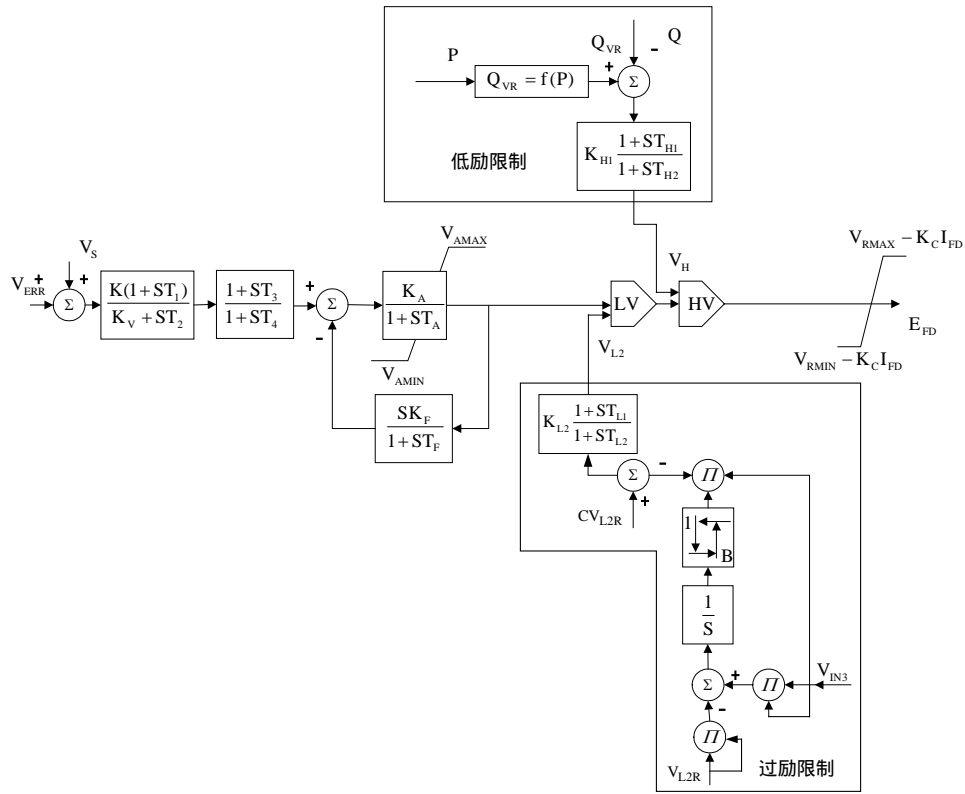 P
Q_VR = f(P)
Q_VR
Q
+
-
Σ
K_H1 (1+ST_H1)/(1+ST_H2)
低励限制
V_S
V_ERR
+
+
Σ
K(1+ST_1)/(K_V+ST_2)
(1+ST_3)/(1+ST_4)
+
-
Σ
V_AMAX
K_A/(1+ST_A)
V_AMIN
SK_F/(1+ST_F)
LV
V_H
HV
V_RMAX − K_C I_FD
E_FD
V_RMIN − K_C I_FD
V_L2
K_L2 (1+ST_L1)/(1+ST_L2)
Σ
-
+
Π
CV_L2R
1
B
1/S
Σ
+
-
Π
V_IN3
Π
V_L2R
过励限制